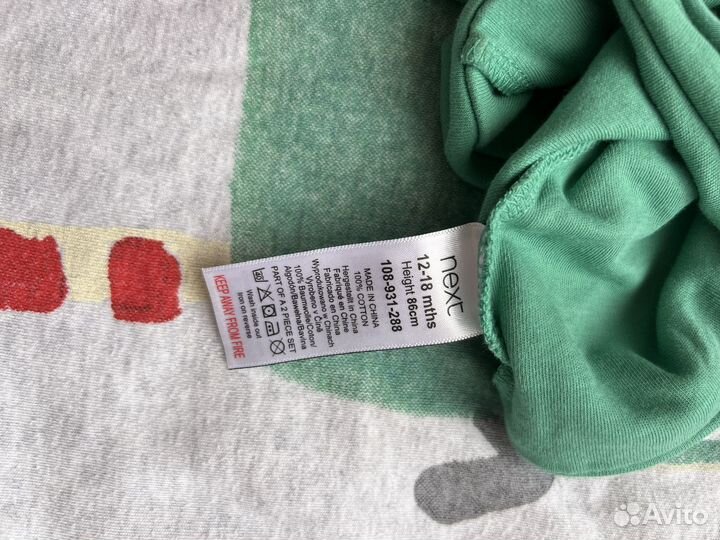 next
12-18 mths
Height 86cm
108-931-288
MADE IN CHINA
100% COTTON
Hergestellt in China
Fabriqué en Chine
Fabricado en China
Wyprodukowano w Chinach
Vyrobeno v Číně
100% Baumwolle/Coton/
Algodón/Bawełna/Bavlna
PART OF A 2 PIECE SET
Wash inside out
iron on reverse
KEEP AWAY FROM FIRE
Avito